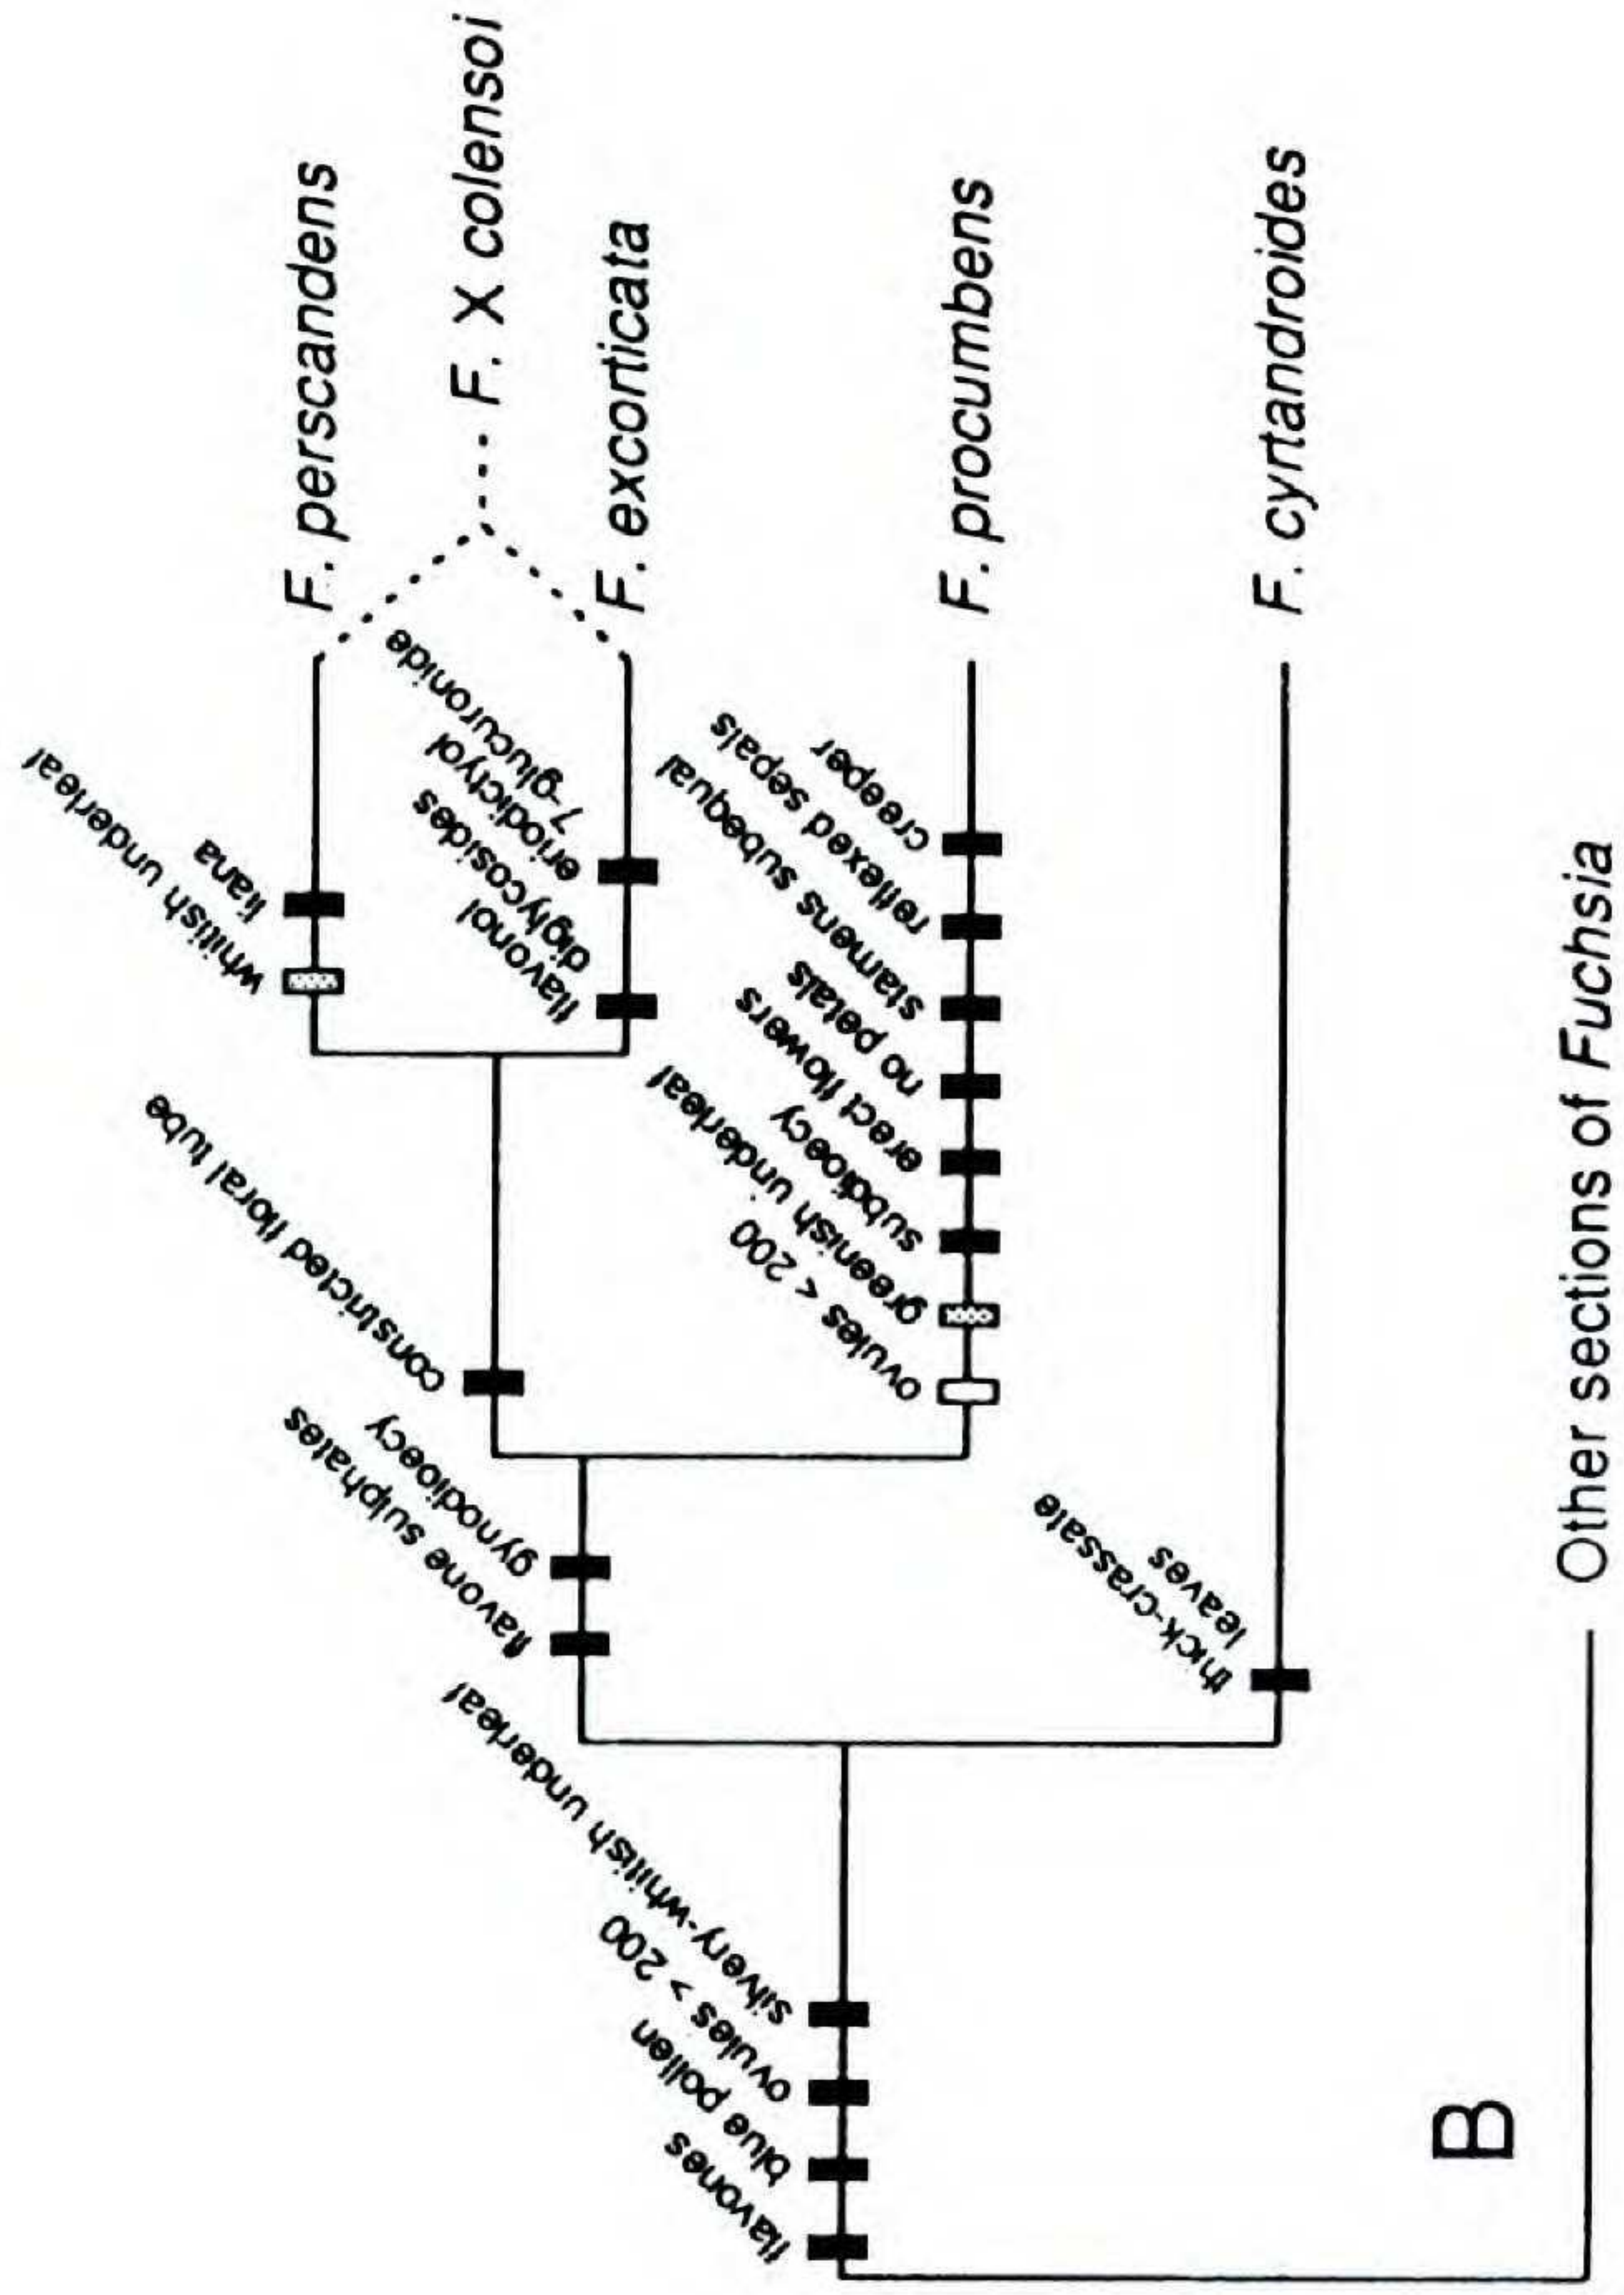 flavones
blue pollen
ovules > 200
silvery-whitish underleaf
flavone sulphates
gynodioecy
constricted floral tube
whitish underleaf
liana
flavonol
diglycosides
eriodictyol
7-glucuronide
ovules < 200
greenish underleaf
subdioecy
erect flowers
no petals
stamens subequal
reflexed sepals
creeper
thick-crassate
leaves
F. perscandens
F. X colensoi
F. excorticata
F. procumbens
F. cyrtandroides
Other sections of Fuchsia
B